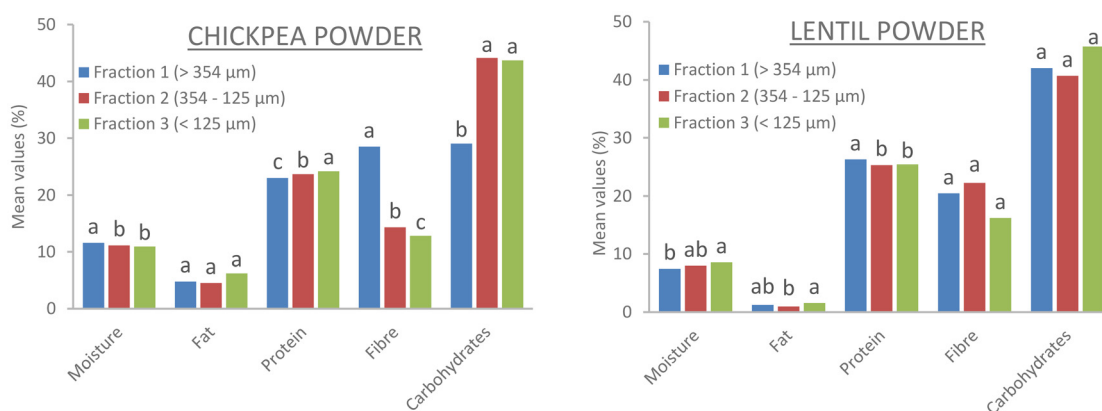 CHICKPEA POWDER
Fraction 1 (> 354 µm)
Fraction 2 (354 - 125 µm)
Fraction 3 (< 125 µm)
Mean values (%)
50
40
30
20
10
0
a b b
a a a
c b a
a b c
b a a
Moisture
Fat
Protein
Fibre
Carbohydrates
LENTIL POWDER
Fraction 1 (> 354 µm)
Fraction 2 (354 - 125 µm)
Fraction 3 (< 125 µm)
Mean values (%)
50
40
30
20
10
0
b ab a
ab b a
a b b
a a a
a a a
Moisture
Fat
Protein
Fibre
Carbohydrates